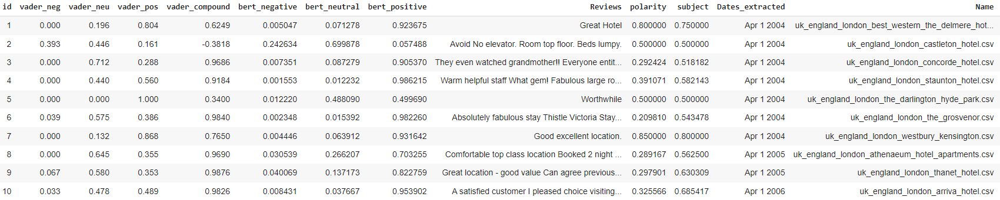 id vader_neg vader_neu vader_pos vader_compound bert_negative bert_neutral bert_positive Reviews polarity subject Dates_extracted Name
1 0.000 0.196 0.804 0.6249 0.005047 0.071278 0.923675 Great Hotel 0.800000 0.750000 Apr 1 2004 uk_england_london_best_western_the_delmere_hot...
2 0.393 0.446 0.161 -0.3818 0.242634 0.699878 0.057488 Avoid No elevator. Room top floor. Beds lumpy. 0.500000 0.500000 Apr 1 2004 uk_england_london_castleton_hotel.csv
3 0.000 0.712 0.288 0.9686 0.007351 0.087279 0.905370 They even watched grandmother!! Everyone entit... 0.292424 0.518182 Apr 1 2004 uk_england_london_concorde_hotel.csv
4 0.000 0.440 0.560 0.9184 0.001553 0.012232 0.986215 Warm helpful staff What gem! Fabulous large ro... 0.391071 0.582143 Apr 1 2004 uk_england_london_staunton_hotel.csv
5 0.000 0.000 1.000 0.3400 0.012220 0.488090 0.499690 Worthwhile 0.500000 0.500000 Apr 1 2004 uk_england_london_the_darlington_hyde_park.csv
6 0.039 0.575 0.386 0.9840 0.002348 0.015392 0.982260 Absolutely fabulous stay Thistle Victoria Stay... 0.209810 0.543478 Apr 1 2004 uk_england_london_the_grosvenor.csv
7 0.000 0.132 0.868 0.7650 0.004446 0.063912 0.931642 Good excellent location. 0.850000 0.800000 Apr 1 2004 uk_england_london_westbury_kensington.csv
8 0.000 0.645 0.355 0.9690 0.030539 0.266207 0.703255 Comfortable top class location Booked 2 night ... 0.289167 0.562500 Apr 1 2005 uk_england_london_athenaeum_hotel_apartments.csv
9 0.067 0.580 0.353 0.9876 0.040069 0.137173 0.822759 Great location - good value Can agree previous... 0.297901 0.630309 Apr 1 2005 uk_england_london_thanet_hotel.csv
10 0.033 0.478 0.489 0.9826 0.008431 0.037667 0.953902 A satisfied customer I pleased choice visiting... 0.325566 0.685417 Apr 1 2006 uk_england_london_arriva_hotel.csv